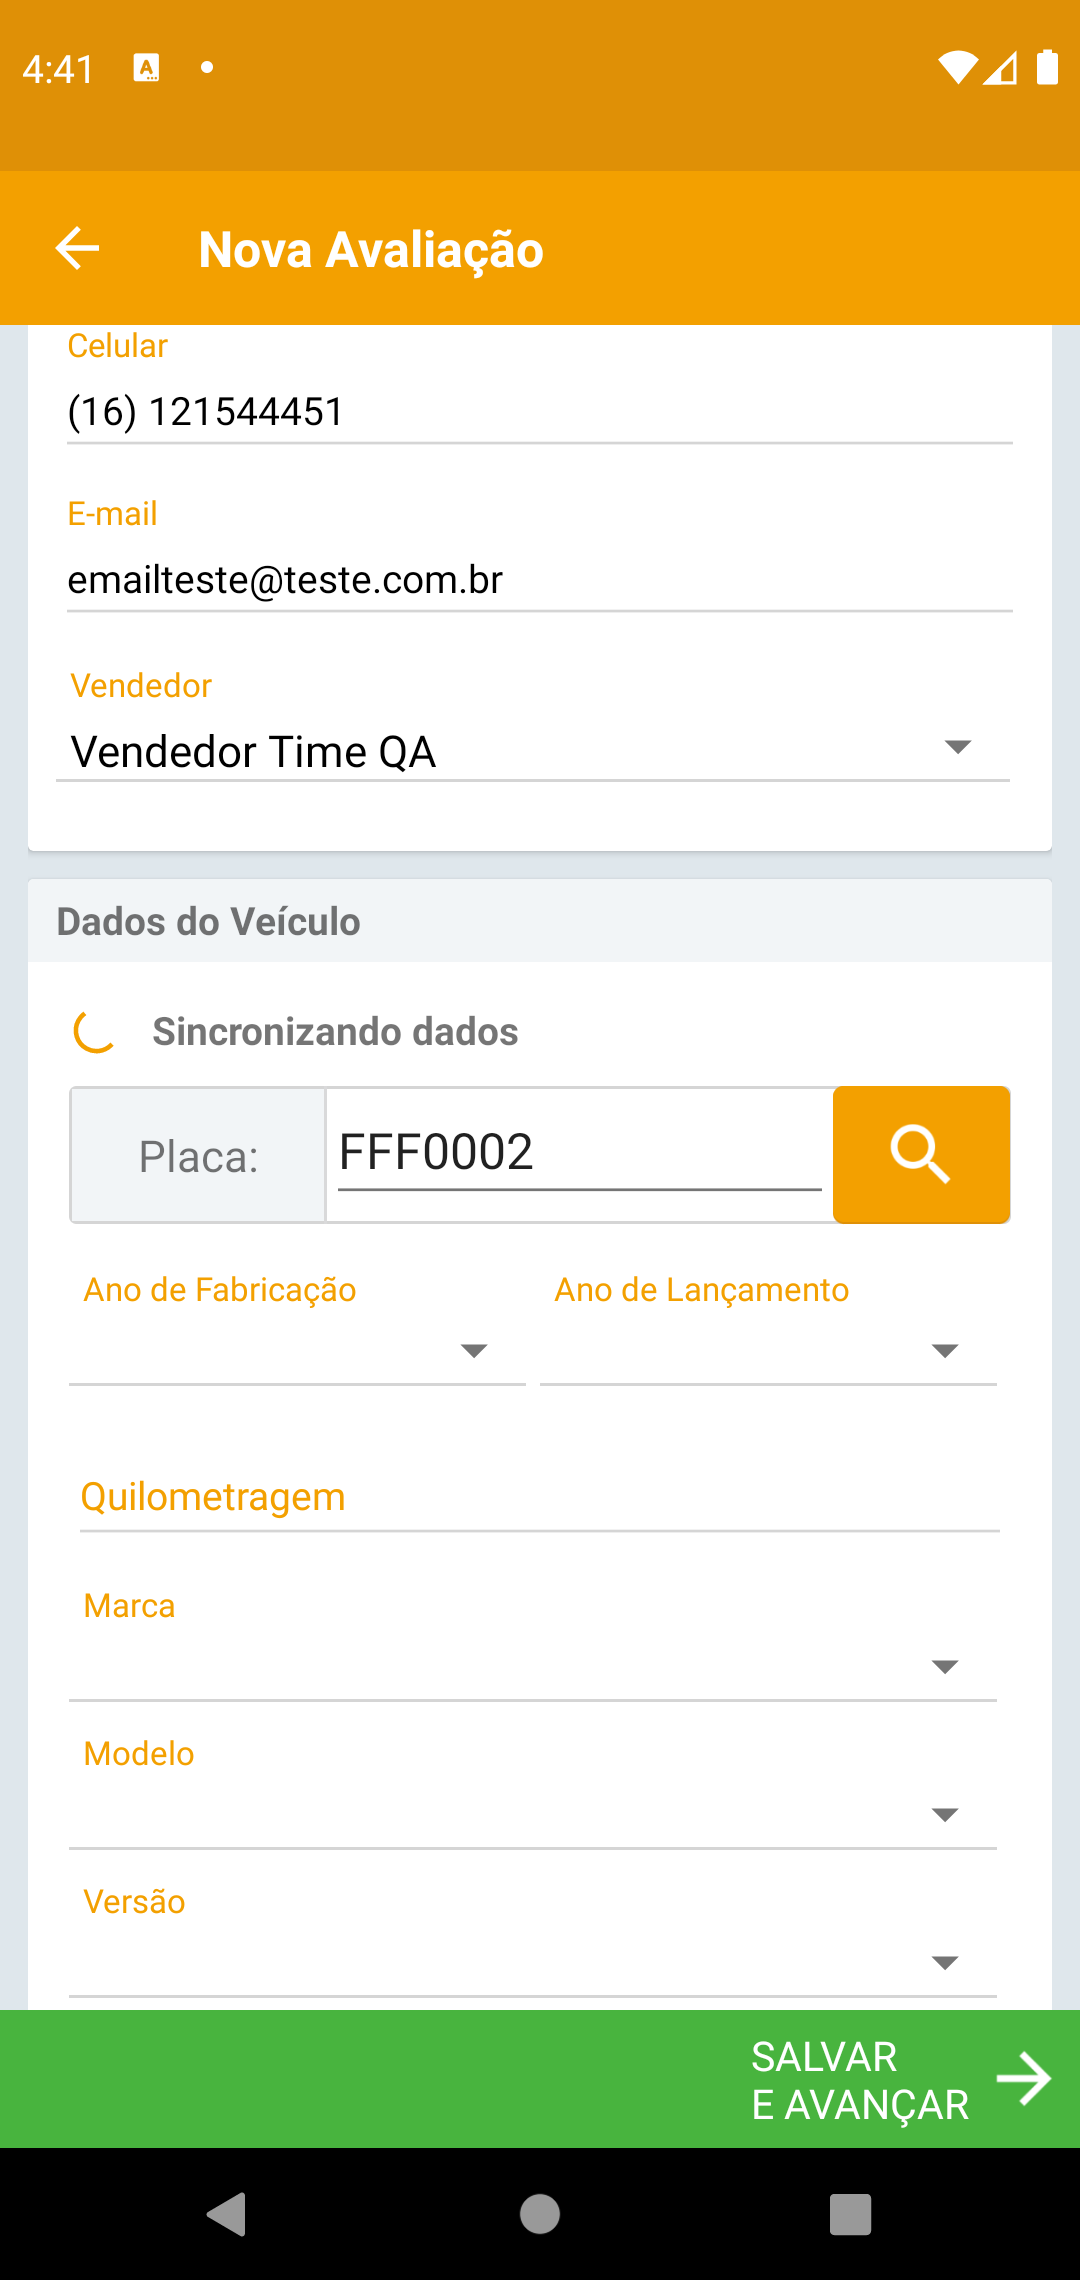 4:41
Nova Avaliação
Celular
(16) 121544451
E-mail
emailteste@teste.com.br
Vendedor
Vendedor Time QA
Dados do Veículo
Sincronizando dados
Placa:
FFF0002
Ano de Fabricação
Ano de Lançamento
Quilometragem
Marca
Modelo
Versão
SALVAR
E AVANÇAR